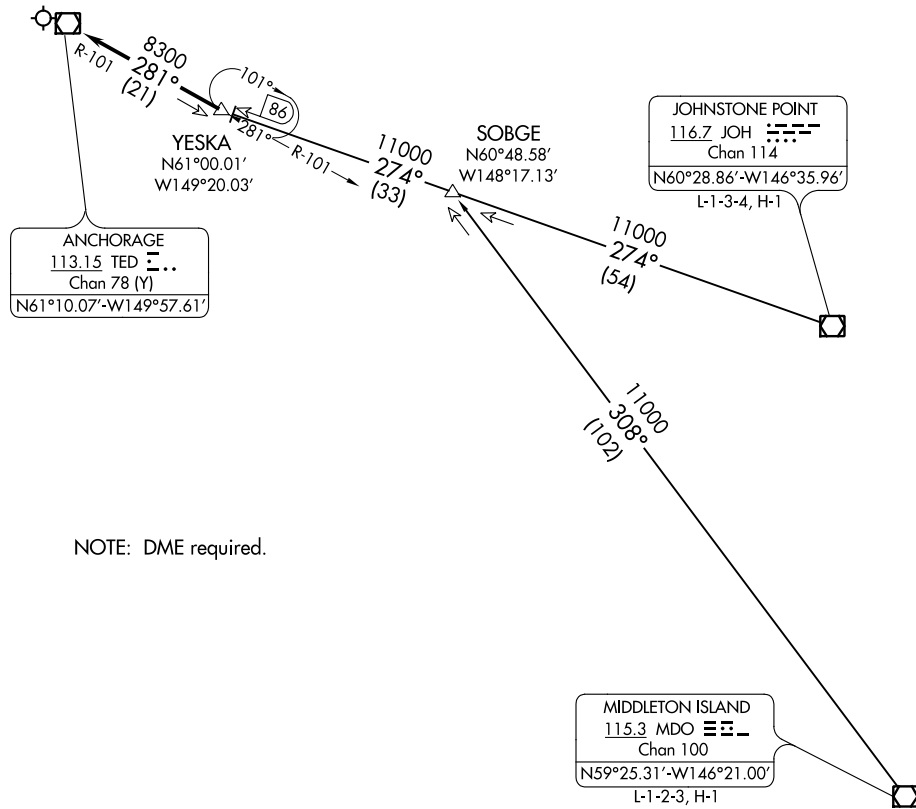 R-101
8300
281°
(21)
101°
86
281°
R-101
YESKA
N61°00.01'
W149°20.03'
11000
274°
(33)
SOBGE
N60°48.58'
W148°17.13'
JOHNSTONE POINT
116.7 JOH
Chan 114
N60°28.86'-W146°35.96'
L-1-3-4, H-1
11000
274°
(54)
ANCHORAGE
113.15 TED
Chan 78 (Y)
N61°10.07'-W149°57.61'
11000
308°
(102)
NOTE: DME required.
MIDDLETON ISLAND
115.3 MDO
Chan 100
N59°25.31'-W146°21.00'
L-1-2-3, H-1